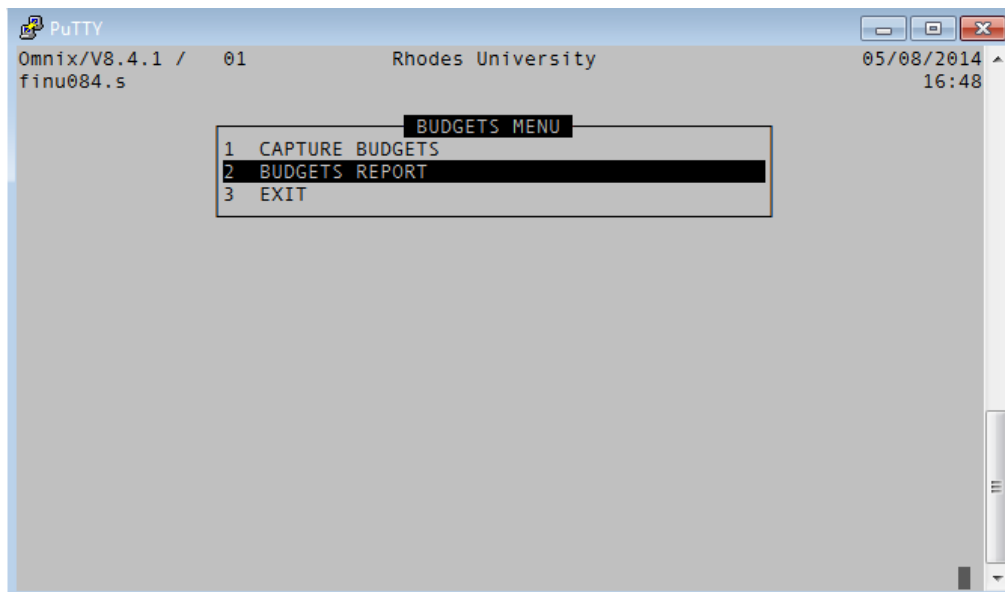 PuTTY
Omnix/V8.4.1 / 01 Rhodes University 05/08/2014
finu084.s 16:48
BUDGETS MENU
1 CAPTURE BUDGETS
2 BUDGETS REPORT
3 EXIT